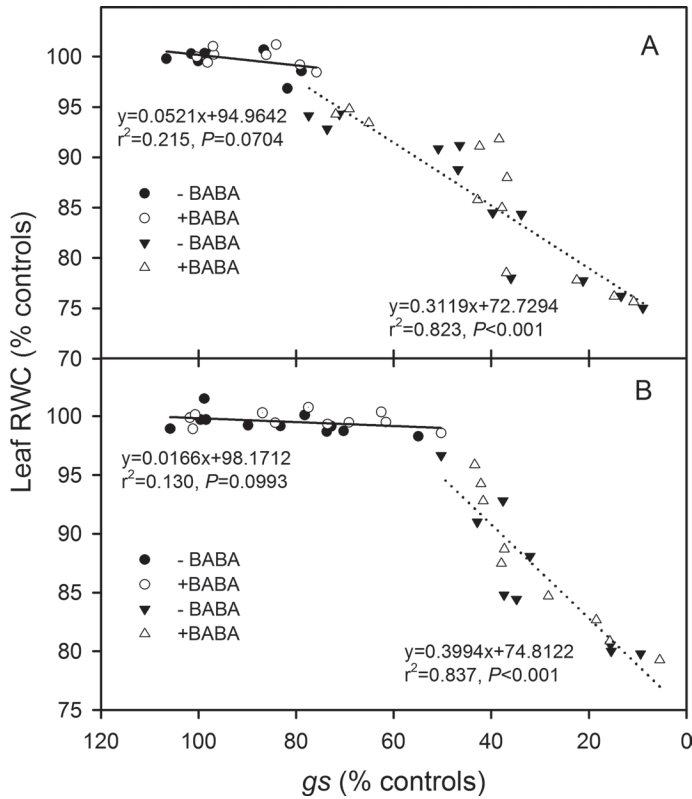 A
100
95
90
85
80
75
70
y=0.0521x+94.9642
r²=0.215, P=0.0704
- BABA
+BABA
- BABA
+BABA
y=0.3119x+72.7294
r²=0.823, P<0.001
Leaf RWC (% controls)
B
100
95
90
85
80
75
y=0.0166x+98.1712
r²=0.130, P=0.0993
- BABA
+BABA
- BABA
+BABA
y=0.3994x+74.8122
r²=0.837, P<0.001
120 100 80 60 40 20 0
gs (% controls)